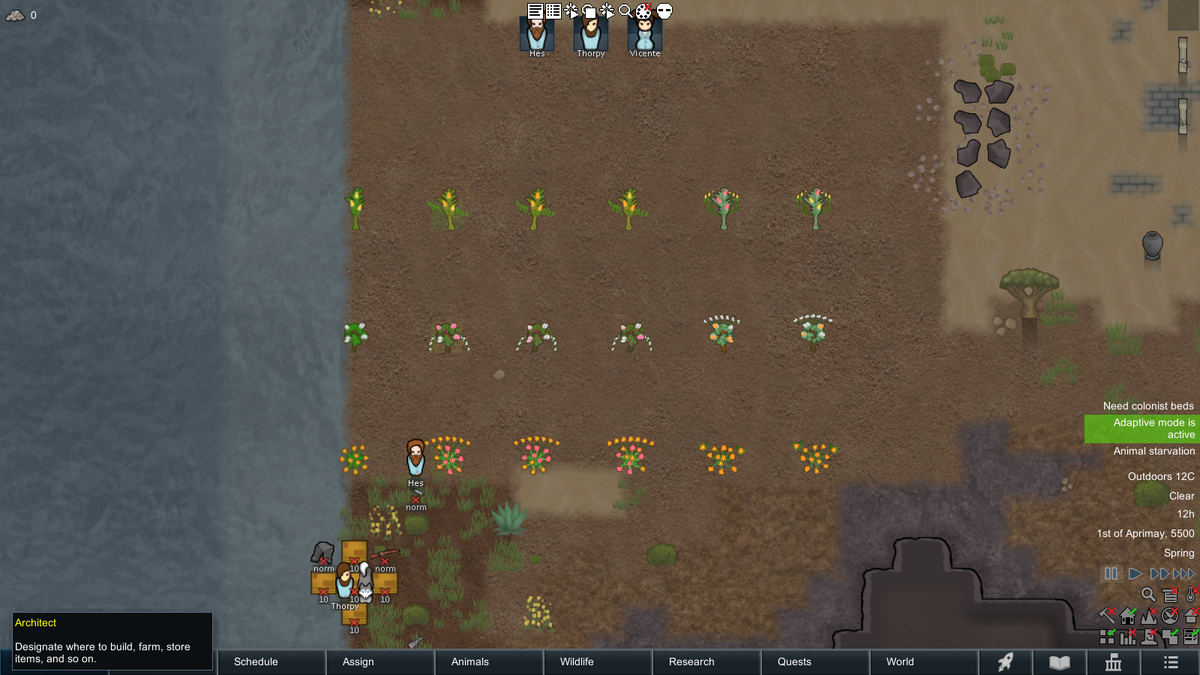 0
Hes
Thorpy
Vicente
Hes
norm
norm
10
norm
10
10
10
Thorpy
10
Need colonist beds
Adaptive mode is
active
Animal starvation
Outdoors 12C
Clear
12h
1st of Aprimay, 5500
Spring
Architect
Designate where to build, farm, store
items, and so on.
Schedule
Assign
Animals
Wildlife
Research
Quests
World